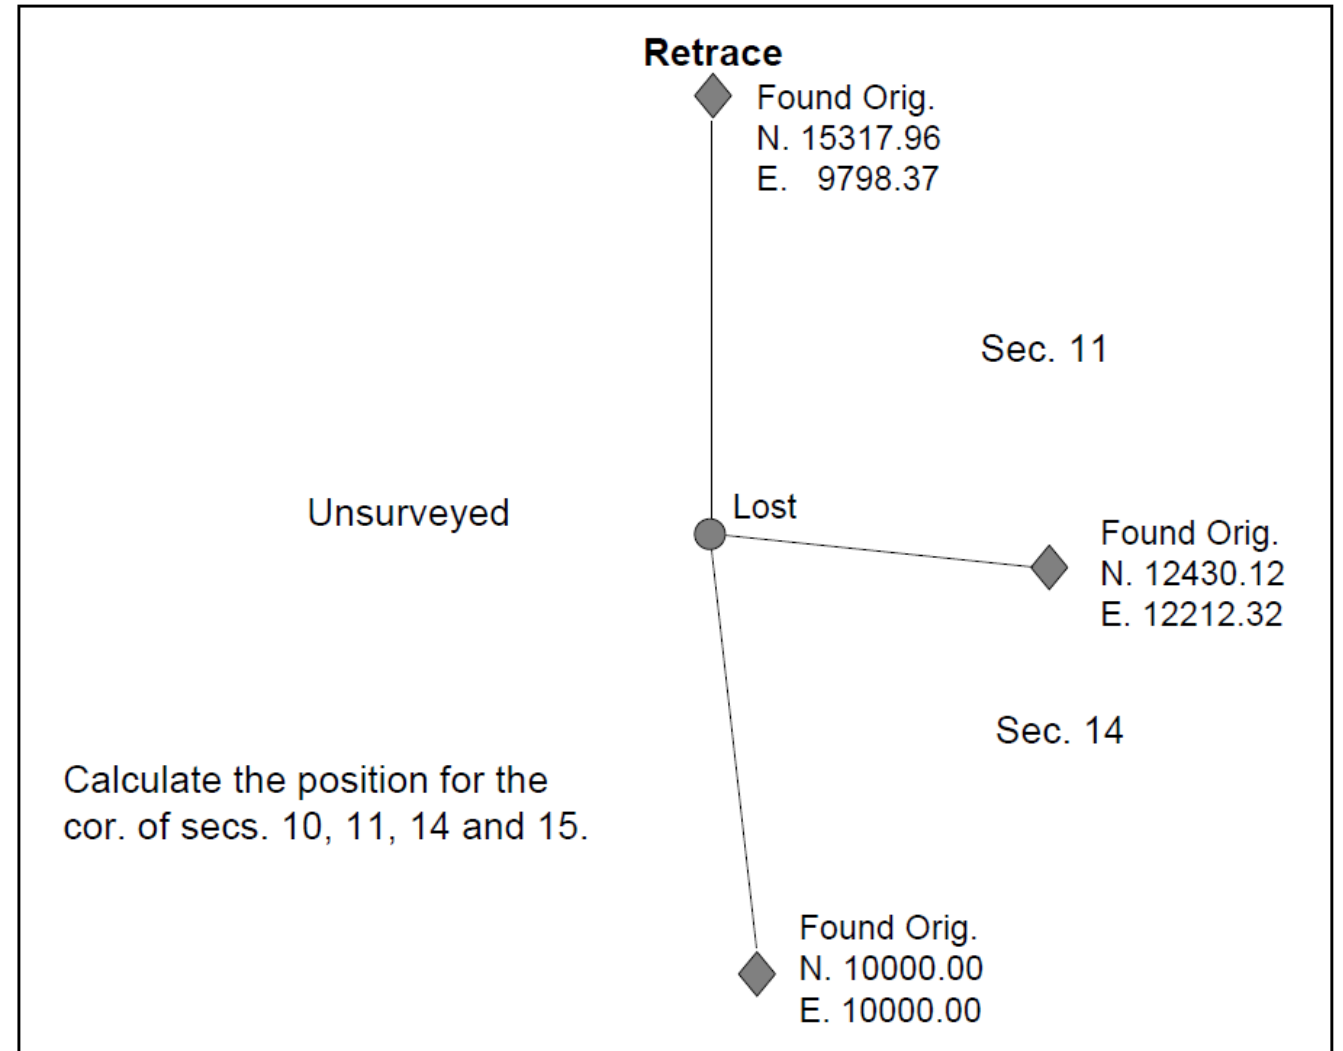 Retrace
Found Orig.
N. 15317.96
E. 9798.37
Sec. 11
Unsurveyed
Lost
Found Orig.
N. 12430.12
E. 12212.32
Sec. 14
Calculate the position for the
cor. of secs. 10, 11, 14 and 15.
Found Orig.
N. 10000.00
E. 10000.00